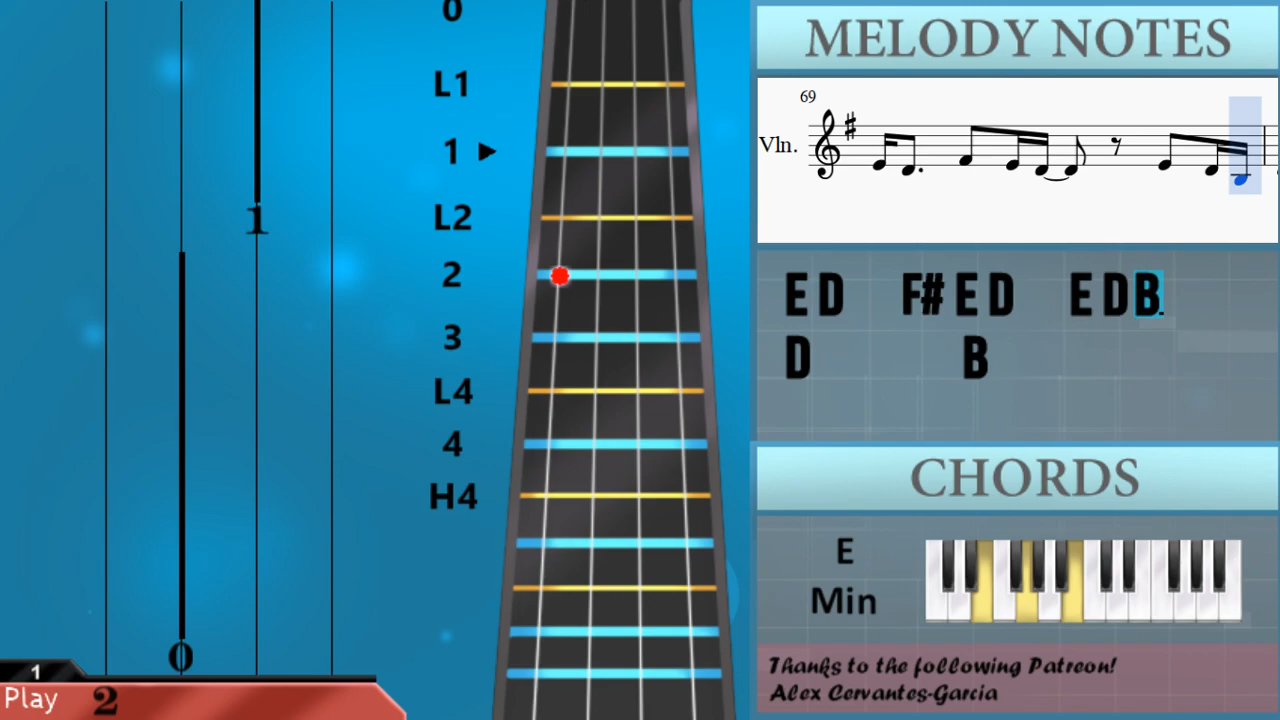 0
L1
1
L2
2
3
L4
4
H4
1
0
1
Play 2
MELODY NOTES
69
Vln.
E D F# E D E D B.
D B
CHORDS
E
Min
Thanks to the following Patreon!
Alex Cervantes-Garcia